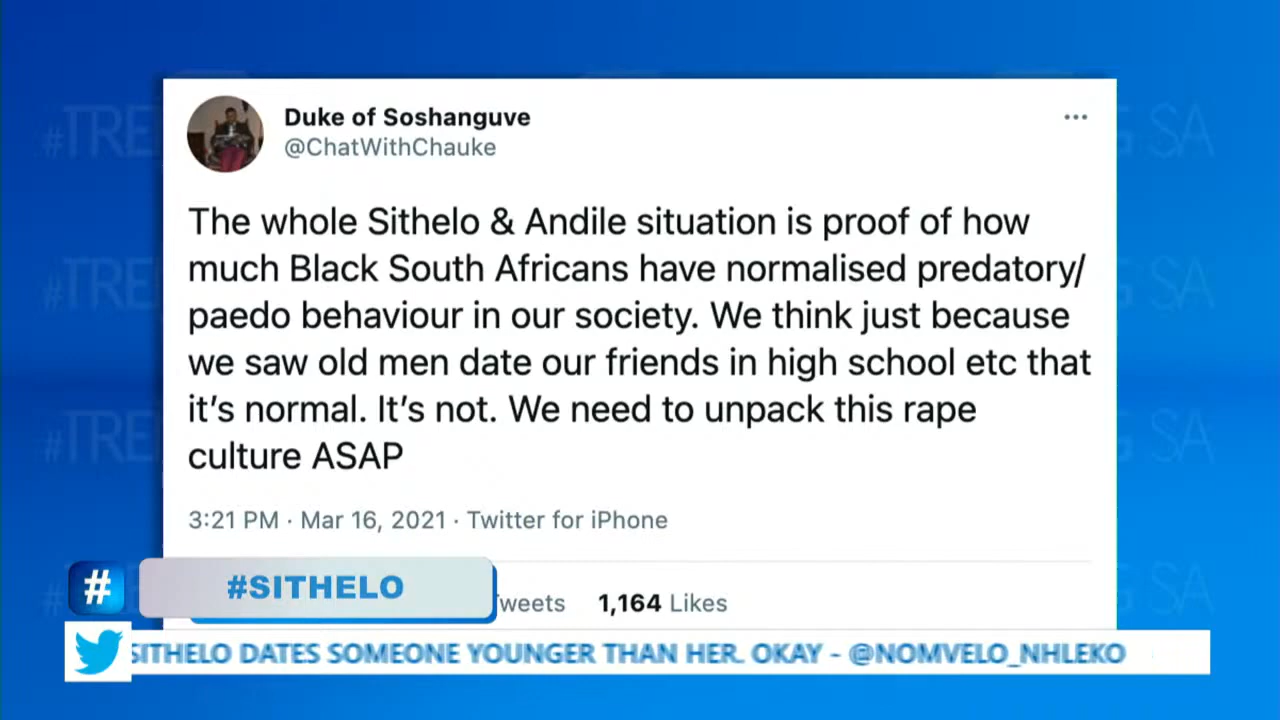 Duke of Soshanguve
@ChatWithChauke
The whole Sithelo & Andile situation is proof of how
much Black South Africans have normalised predatory/
paedo behaviour in our society. We think just because
we saw old men date our friends in high school etc that
it's normal. It's not. We need to unpack this rape
culture ASAP
3:21 PM · Mar 16, 2021 · Twitter for iPhone
# #SITHELO
1,164 Likes
SITHELO DATES SOMEONE YOUNGER THAN HER. OKAY - @NOMVELO_NHLEKO